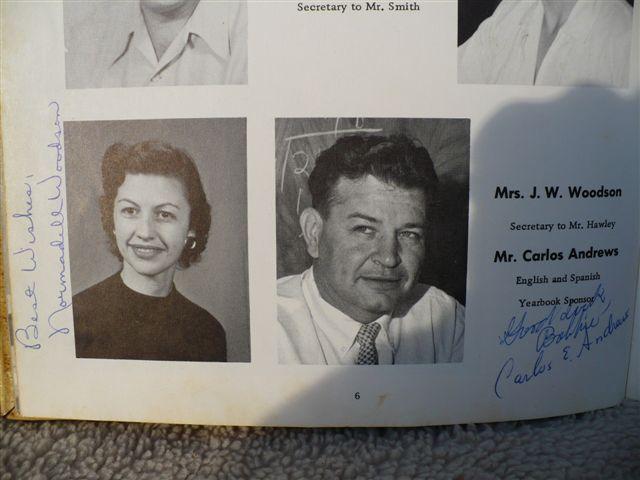 Secretary to Mr. Smith
Best Wishes,
Normadell Woodson
Mrs. J. W. Woodson
Secretary to Mr. Hawley
Mr. Carlos Andrews
English and Spanish
Yearbook Sponsor
Good Luck
Bobbie
Carlos E. Andrews
6